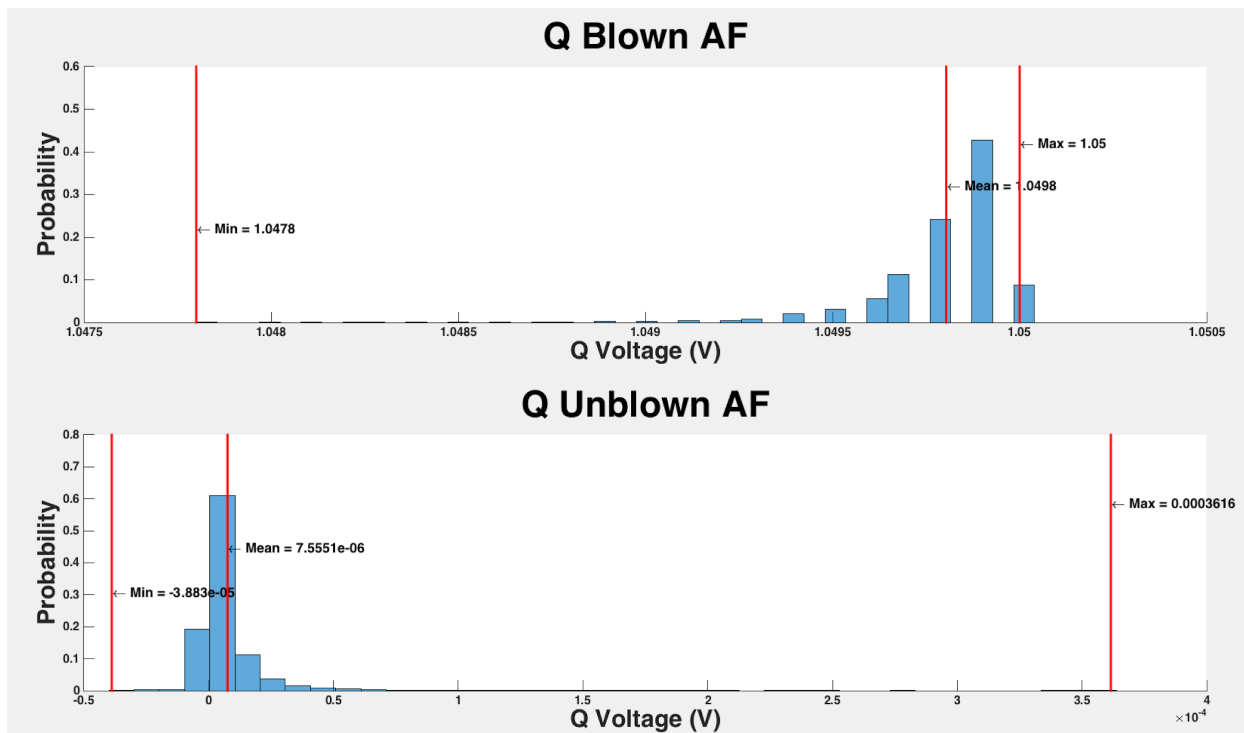 Q Blown AF
0.6
0.5
0.4
0.3
0.2
0.1
0
Probability
Min = 1.0478
Mean = 1.0498
Max = 1.05
1.0475 1.048 1.0485 1.049 1.0495 1.05 1.0505
Q Voltage (V)
Q Unblown AF
0.8
0.7
0.6
0.5
0.4
0.3
0.2
0.1
0
Probability
Min = -3.883e-05
Mean = 7.5551e-06
Max = 0.0003616
-0.5 0 0.5 1 1.5 2 2.5 3 3.5 4
×10⁻⁴
Q Voltage (V)